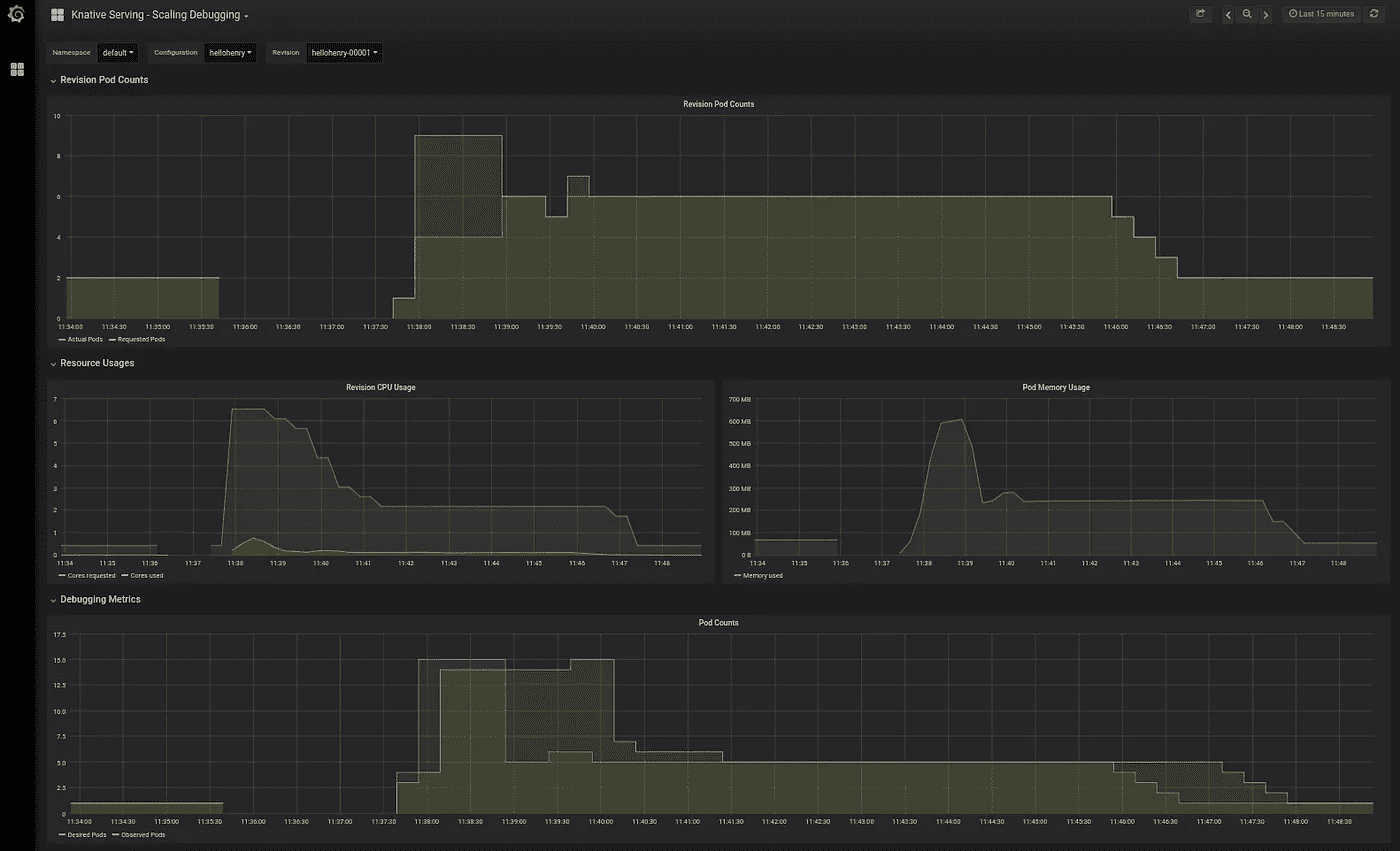 Knative Serving - Scaling Debugging
Last 15 minutes
Namespace default Configuration hellohenry Revision hellohenry-00001
Revision Pod Counts
Revision Pod Counts
10
8
6
4
2
0
11:34:00 11:34:30 11:35:00 11:35:30 11:36:00 11:36:30 11:37:00 11:37:30 11:38:00 11:38:30 11:39:00 11:39:30 11:40:00 11:40:30 11:41:00 11:41:30 11:42:00 11:42:30 11:43:00 11:43:30 11:44:00 11:44:30 11:45:00 11:45:30 11:46:00 11:46:30 11:47:00 11:47:30 11:48:00 11:48:30
Actual Pods Requested Pods
Resource Usages
Revision CPU Usage
7
6
5
4
3
2
1
0
11:34 11:35 11:36 11:37 11:38 11:39 11:40 11:41 11:42 11:43 11:44 11:45 11:46 11:47 11:48
Cores requested Cores used
Pod Memory Usage
700 MB
600 MB
500 MB
400 MB
300 MB
200 MB
100 MB
0 B
11:34 11:35 11:36 11:37 11:38 11:39 11:40 11:41 11:42 11:43 11:44 11:45 11:46 11:47 11:48
Memory used
Debugging Metrics
Pod Counts
17.5
15.0
12.5
10.0
7.5
5.0
2.5
0
11:34:00 11:34:30 11:35:00 11:35:30 11:36:00 11:36:30 11:37:00 11:37:30 11:38:00 11:38:30 11:39:00 11:39:30 11:40:00 11:40:30 11:41:00 11:41:30 11:42:00 11:42:30 11:43:00 11:43:30 11:44:00 11:44:30 11:45:00 11:45:30 11:46:00 11:46:30 11:47:00 11:47:30 11:48:00 11:48:30
Desired Pods Observed Pods